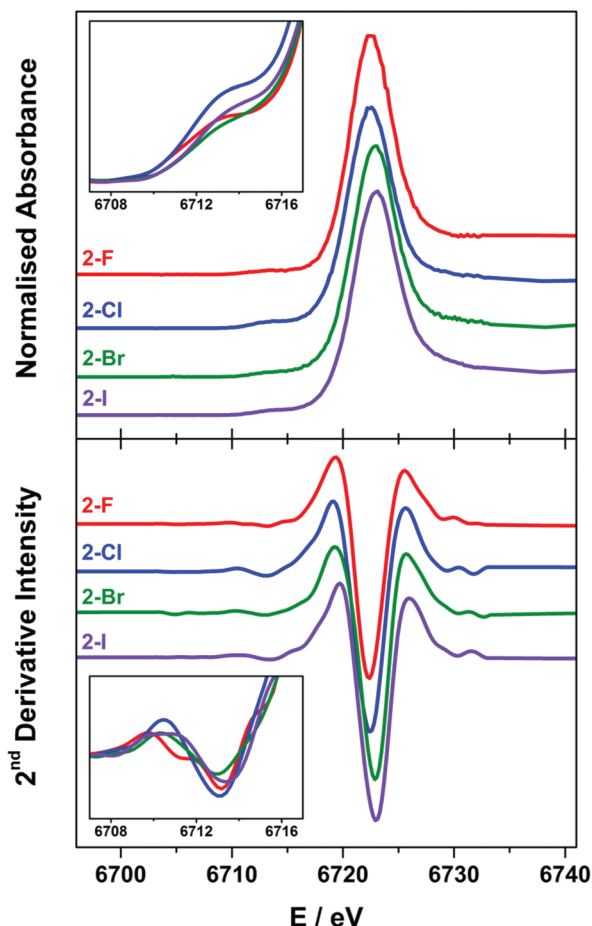 Normalised Absorbance
6708 6712 6716
2-F
2-Cl
2-Br
2-I
2nd Derivative Intensity
2-F
2-Cl
2-Br
2-I
6708 6712 6716
6700 6710 6720 6730 6740
E / eV